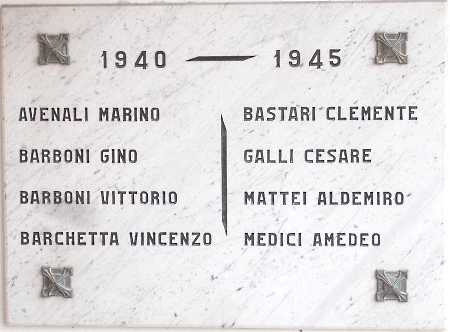 1940 — 1945
AVENALI MARINO
BARBONI GINO
BARBONI VITTORIO
BARCHETTA VINCENZO
BASTARI CLEMENTE
GALLI CESARE
MATTEI ALDEMIRO
MEDICI AMEDEO